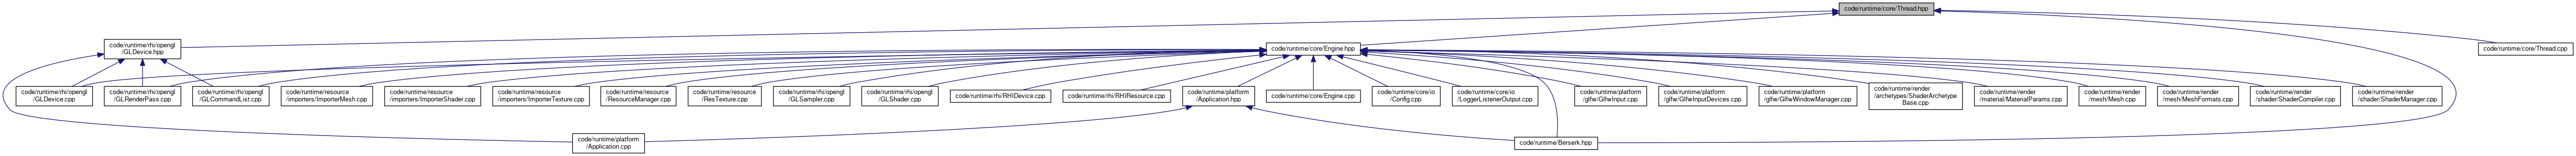 code/runtime/core/Thread.hpp
code/runtime/rhi/opengl
/GLDevice.hpp
code/runtime/core/Engine.hpp
code/runtime/core/Thread.cpp
code/runtime/rhi/opengl
/GLDevice.cpp
code/runtime/rhi/opengl
/GLRenderPass.cpp
code/runtime/rhi/opengl
/GLCommandList.cpp
code/runtime/resource
/importers/ImporterMesh.cpp
code/runtime/resource
/importers/ImporterShader.cpp
code/runtime/resource
/importers/ImporterTexture.cpp
code/runtime/resource
/ResourceManager.cpp
code/runtime/resource
/ResTexture.cpp
code/runtime/rhi/opengl
/GLSampler.cpp
code/runtime/rhi/opengl
/GLShader.cpp
code/runtime/rhi/RHIDevice.cpp
code/runtime/rhi/RHIResource.cpp
code/runtime/platform
/Application.hpp
code/runtime/core/Engine.cpp
code/runtime/core/io
/Config.cpp
code/runtime/core/io
/LoggerListenerOutput.cpp
code/runtime/platform
/glfw/GlfwInput.cpp
code/runtime/platform
/glfw/GlfwInputDevices.cpp
code/runtime/platform
/glfw/GlfwWindowManager.cpp
code/runtime/render
/archetypes/ShaderArchetype
Base.cpp
code/runtime/render
/material/MaterialParams.cpp
code/runtime/render
/mesh/Mesh.cpp
code/runtime/render
/mesh/MeshFormats.cpp
code/runtime/render
/shader/ShaderCompiler.cpp
code/runtime/render
/shader/ShaderManager.cpp
code/runtime/platform
/Application.cpp
code/runtime/Berserk.hpp